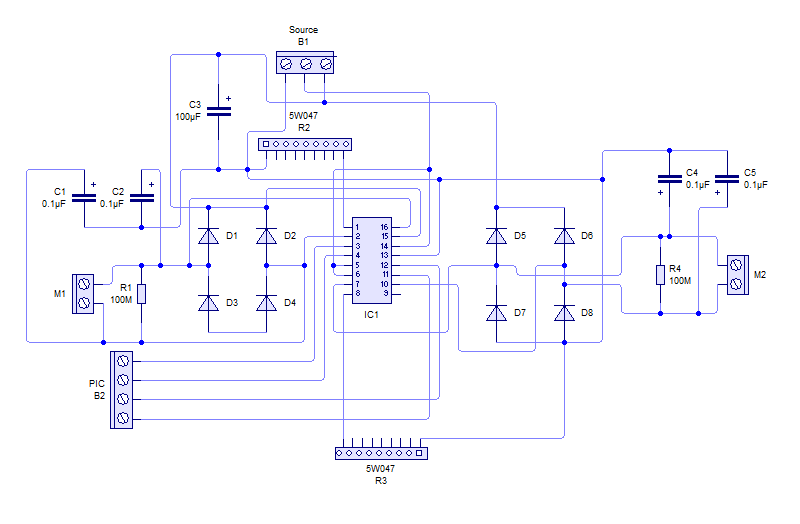 Source
B1
C3
100µF
5W047
R2
C1
0.1µF
C2
0.1µF
C4
0.1µF
C5
0.1µF
D1
D2
D5
D6
1
2
3
4
5
6
7
8
16
15
14
13
12
11
10
9
IC1
M1
R1
100M
D3
D4
D7
D8
R4
100M
M2
PIC
B2
5W047
R3